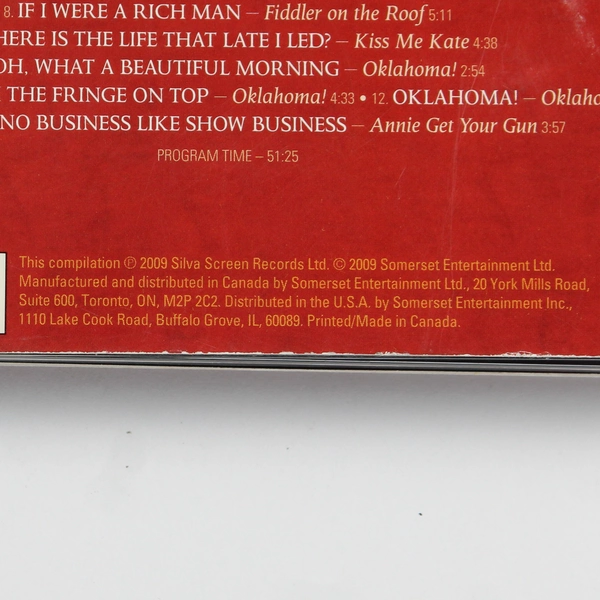 8. IF I WERE A RICH MAN – Fiddler on the Roof 5:11
HERE IS THE LIFE THAT LATE I LED? – Kiss Me Kate 4:38
OH, WHAT A BEAUTIFUL MORNING – Oklahoma! 2:54
THE FRINGE ON TOP – Oklahoma! 4:33 • 12. OKLAHOMA! – Oklaho
NO BUSINESS LIKE SHOW BUSINESS – Annie Get Your Gun 3:57
PROGRAM TIME – 51:25
This compilation ℗ 2009 Silva Screen Records Ltd. © 2009 Somerset Entertainment Ltd.
Manufactured and distributed in Canada by Somerset Entertainment Ltd., 20 York Mills Road,
Suite 600, Toronto, ON, M2P 2C2. Distributed in the U.S.A. by Somerset Entertainment Inc.,
1110 Lake Cook Road, Buffalo Grove, IL, 60089. Printed/Made in Canada.